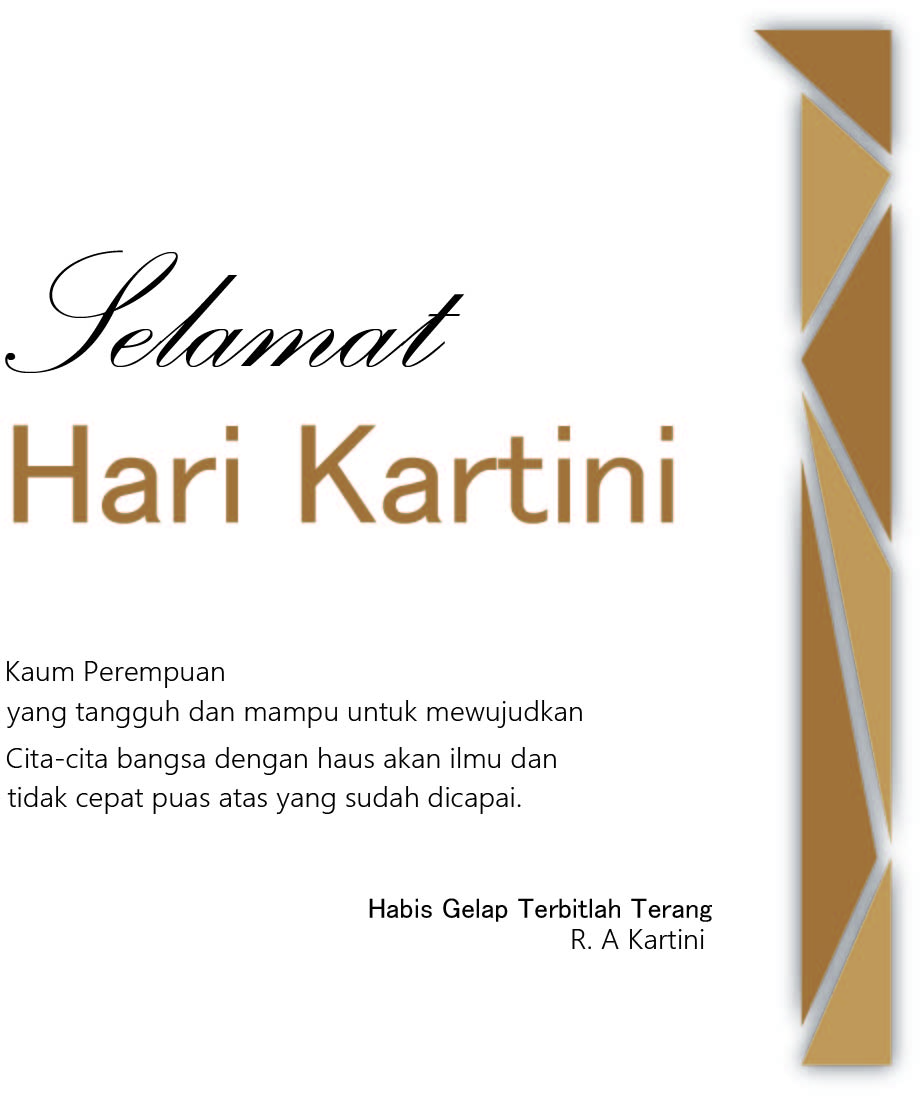 Selamat
Hari Kartini
Kaum Perempuan
yang tangguh dan mampu untuk mewujudkan
Cita-cita bangsa dengan haus akan ilmu dan
tidak cepat puas atas yang sudah dicapai.
Habis Gelap Terbitlah Terang
R. A Kartini